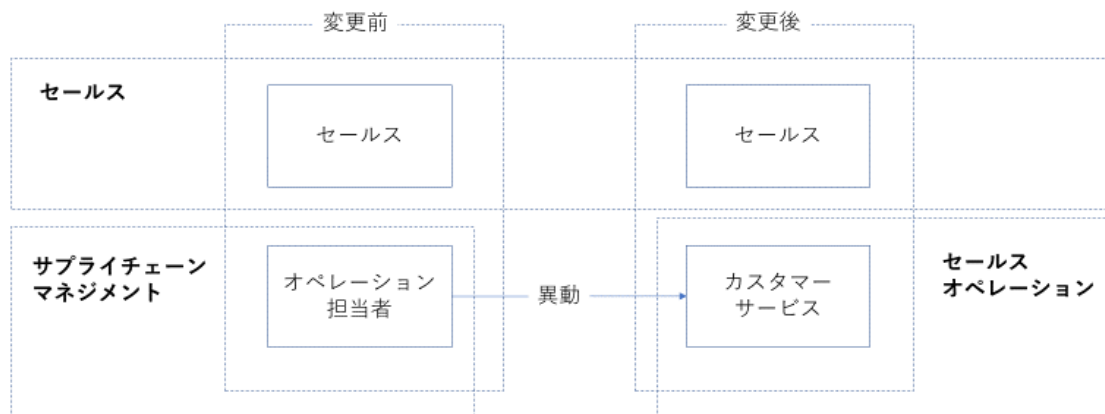 変更前
変更後
セールス
セールス
セールス
サプライチェーン
マネジメント
オペレーション
担当者
異動
カスタマー
サービス
セールス
オペレーション